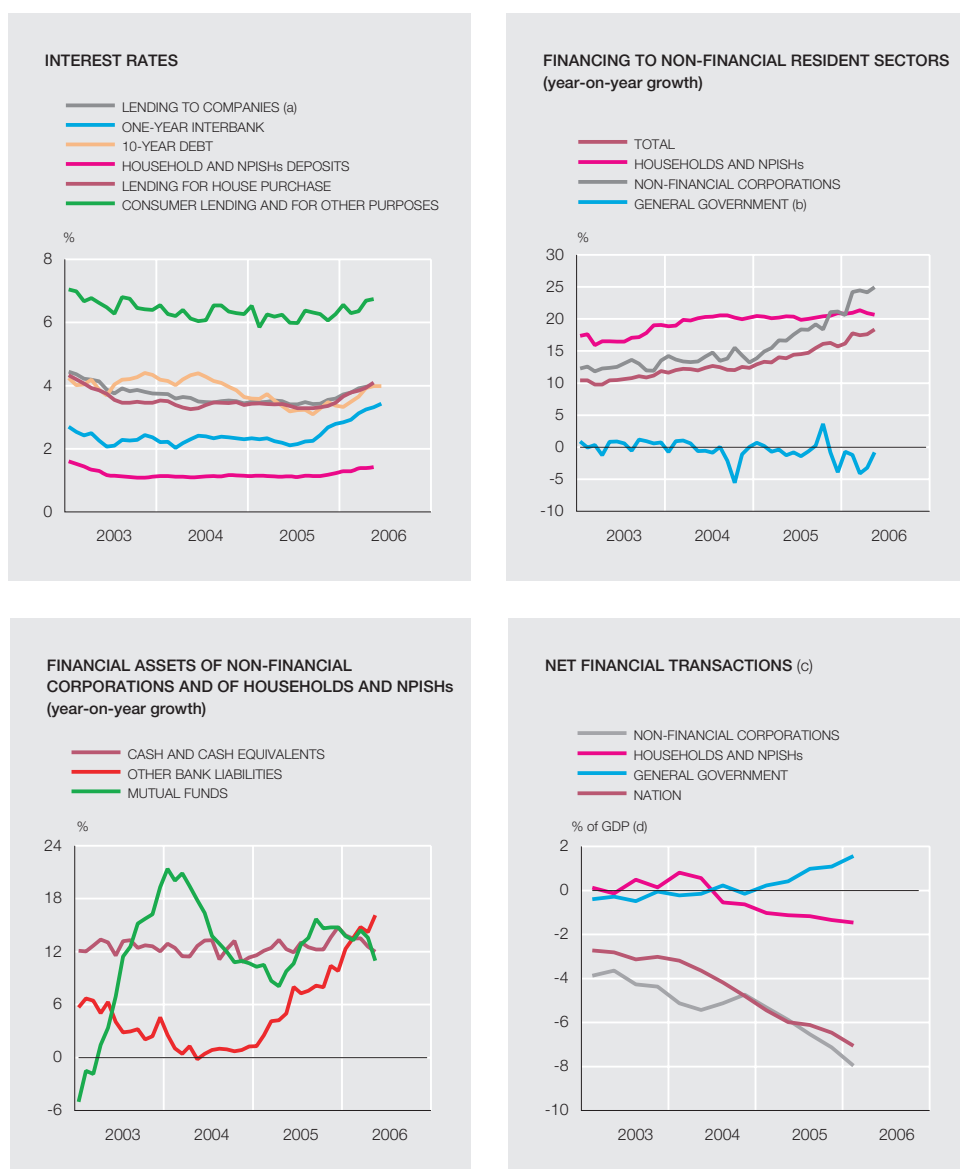 INTEREST RATES
LENDING TO COMPANIES (a)
ONE-YEAR INTERBANK
10-YEAR DEBT
HOUSEHOLD AND NPISHs DEPOSITS
LENDING FOR HOUSE PURCHASE
CONSUMER LENDING AND FOR OTHER PURPOSES
%
8
6
4
2
0
2003 2004 2005 2006
FINANCING TO NON-FINANCIAL RESIDENT SECTORS
(year-on-year growth)
TOTAL
HOUSEHOLDS AND NPISHs
NON-FINANCIAL CORPORATIONS
GENERAL GOVERNMENT (b)
%
30
25
20
15
10
5
0
-5
-10
2003 2004 2005 2006
FINANCIAL ASSETS OF NON-FINANCIAL
CORPORATIONS AND OF HOUSEHOLDS AND NPISHs
(year-on-year growth)
CASH AND CASH EQUIVALENTS
OTHER BANK LIABILITIES
MUTUAL FUNDS
%
24
18
12
6
0
-6
2003 2004 2005 2006
NET FINANCIAL TRANSACTIONS (c)
NON-FINANCIAL CORPORATIONS
HOUSEHOLDS AND NPISHs
GENERAL GOVERNMENT
NATION
% of GDP (d)
2
0
-2
-4
-6
-8
-10
2003 2004 2005 2006